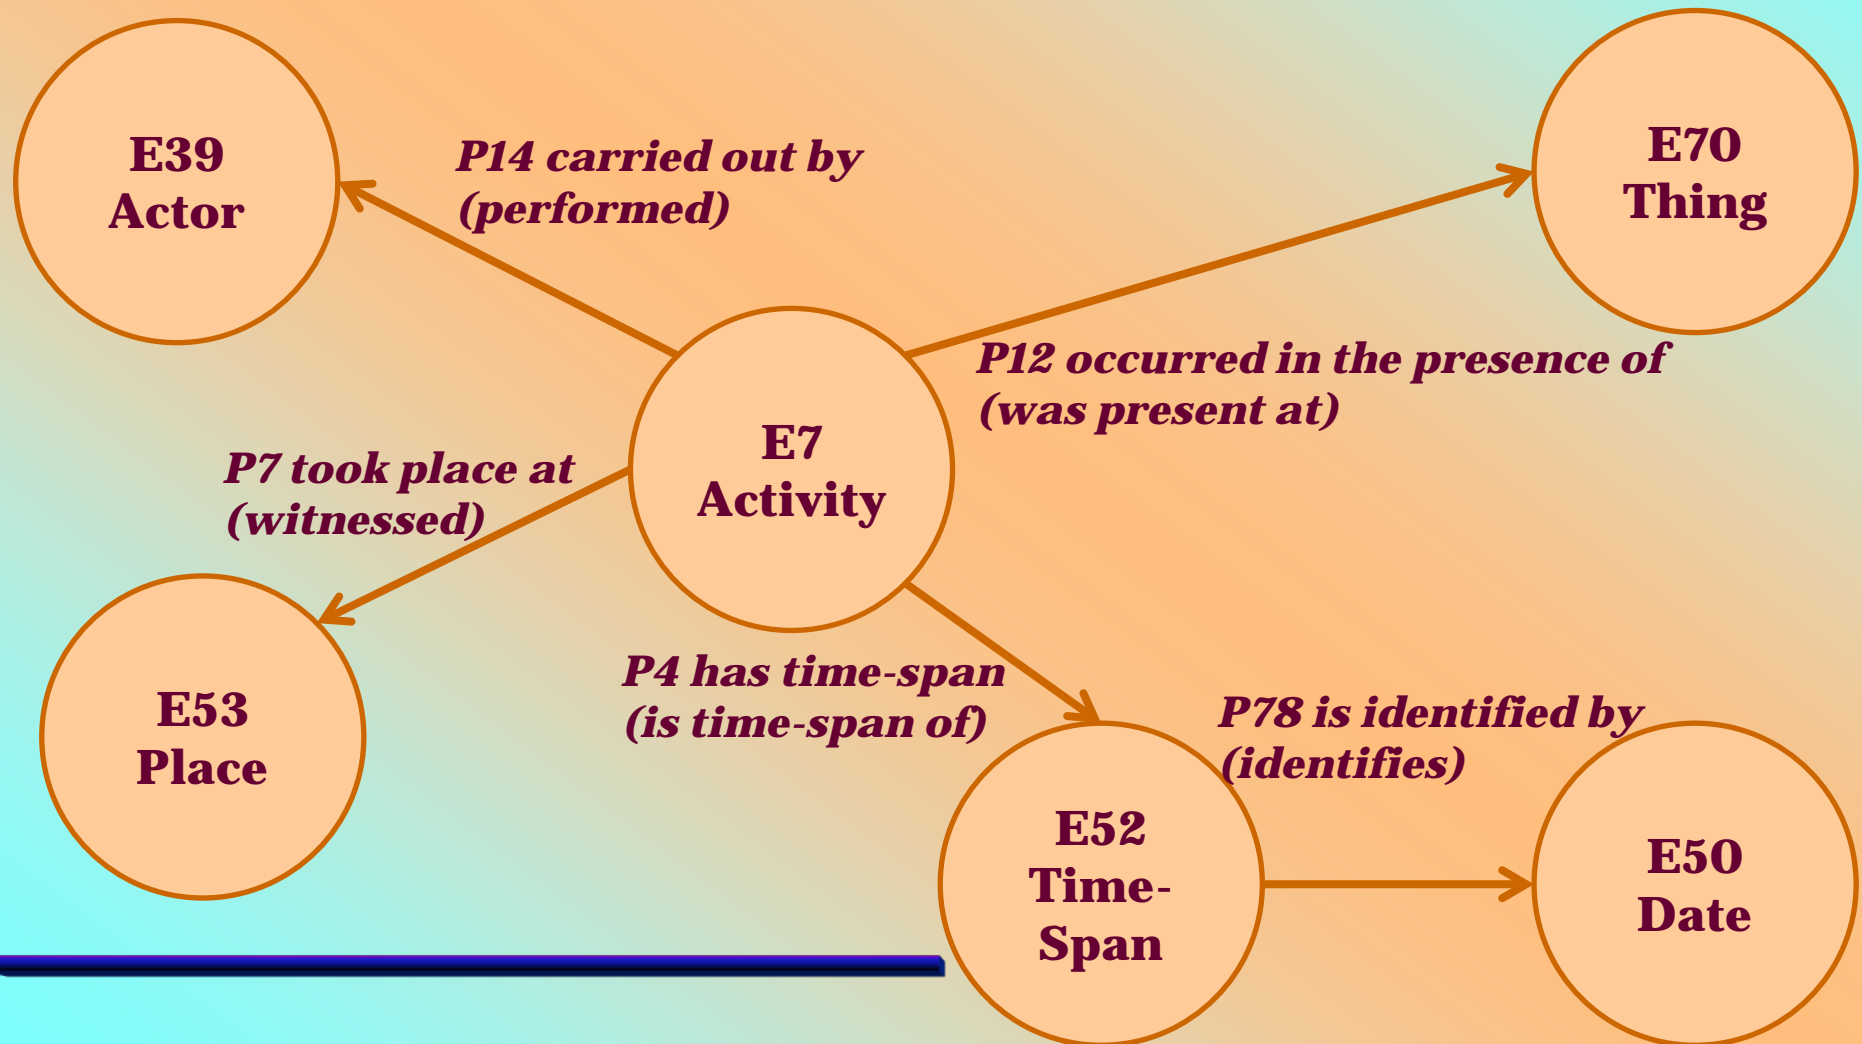 E39
Actor
P14 carried out by
(performed)
E70
Thing
P12 occurred in the presence of
(was present at)
E7
Activity
P7 took place at
(witnessed)
E53
Place
P4 has time-span
(is time-span of)
P78 is identified by
(identifies)
E52
Time-
Span
E50
Date